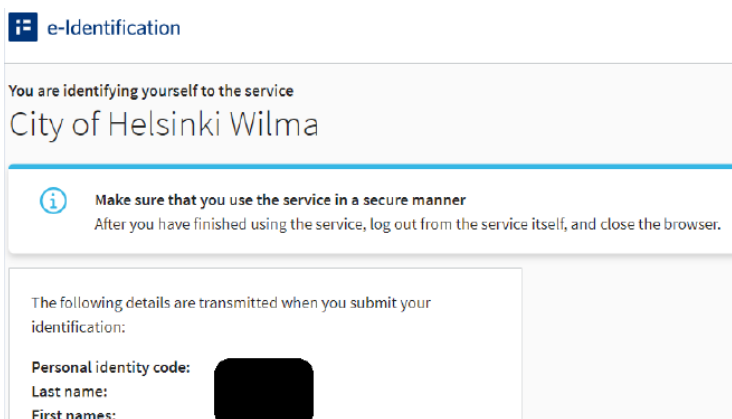 e-Identification
You are identifying yourself to the service
City of Helsinki Wilma
Make sure that you use the service in a secure manner
After you have finished using the service, log out from the service itself, and close the browser.
The following details are transmitted when you submit your
identification:
Personal identity code:
Last name:
First names: